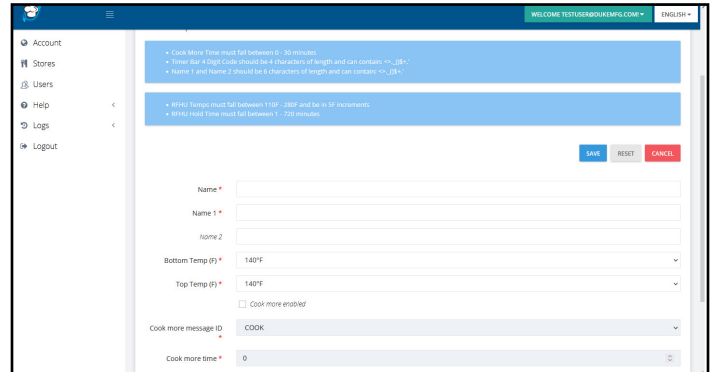 WELCOME TESTUSER@DUKEMFG.COM!
ENGLISH
Account
Stores
Users
Help
Logs
Logout
Cook More Time must fall between 0 - 30 minutes
Timer Bar 4 Digit Code should be 4 characters of length and can contain <>,_()$+,'
Name 1 and Name 2 should be 6 characters of length and can contain <>,_()$+,'
RFHU Temps must fall between 110F - 280F and be in 5F increments
RFHU Hold Time must fall between 1 - 720 minutes
SAVE RESET CANCEL
Name *
Name 1 *
Name 2
Bottom Temp (F) * 140°F
Top Temp (F) * 140°F
Cook more enabled
Cook more message ID * COOK
Cook more time * 0